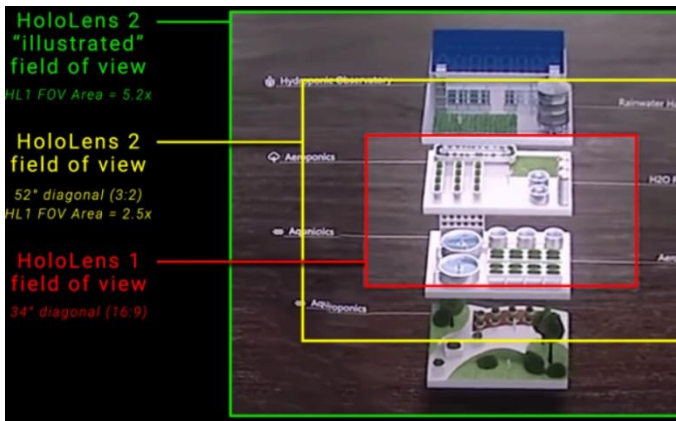 HoloLens 2
"illustrated"
field of view
HL1 FOV Area = 5.2x
HoloLens 2
field of view
52° diagonal (3:2)
HL1 FOV Area = 2.5x
HoloLens 1
field of view
34° diagonal (16:9)
Hydroponic Observatory
Rainwater Ha
Aeroponics
H2O P
Aquaponics
Aero